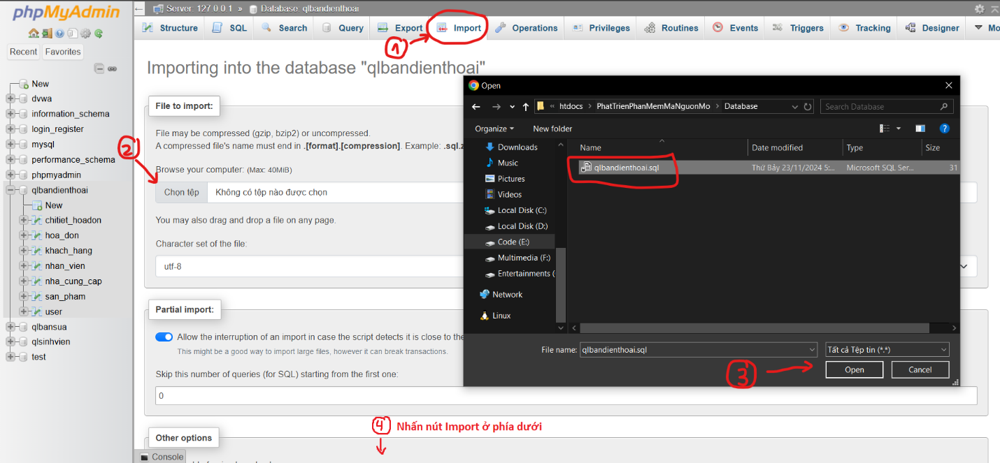 phpMyAdmin
Recent
Favorites
New
dvwa
information_schema
login_register
mysql
performance_schema
phpmyadmin
qlbandienthoai
New
chitiet_hoadon
hoa_don
khach_hang
nhan_vien
nha_cung_cap
san_pham
user
qlbansua
qlsinhvien
test
Server: 127.0.0.1 » Database: qlbandienthoai
Structure SQL Search Query Export Import Operations Privileges Routines Events Triggers Tracking Designer Mo
1
Importing into the database "qlbandienthoai"
File to import:
File may be compressed (gzip, bzip2) or uncompressed.
A compressed file's name must end in .[format].[compression]. Example: .sql.z
2
Browse your computer: (Max: 40MiB)
Chọn tệp Không có tệp nào được chọn
You may also drag and drop a file on any page.
Character set of the file:
utf-8
Partial import:
Allow the interruption of an import in case the script detects it is close to the
This might be a good way to import large files, however it can break transactions.
Skip this number of queries (for SQL) starting from the first one:
0
4 Nhấn nút Import ở phía dưới
Other options
Console
Open
« htdocs > PhatTrienPhanMemMaNguonMo > Database
Search Database
Organize New folder
Downloads
Music
Pictures
Videos
Local Disk (C:)
Local Disk (D:)
Code (E:)
Multimedia (F:)
Entertainments (
Network
Linux
Name Date modified Type Size
qlbandienthoai.sql Thứ Bảy 23/11/2024 5:... Microsoft SQL Ser... 31
File name: qlbandienthoai.sql Tất cả Tệp tin (*.*)
3
Open Cancel